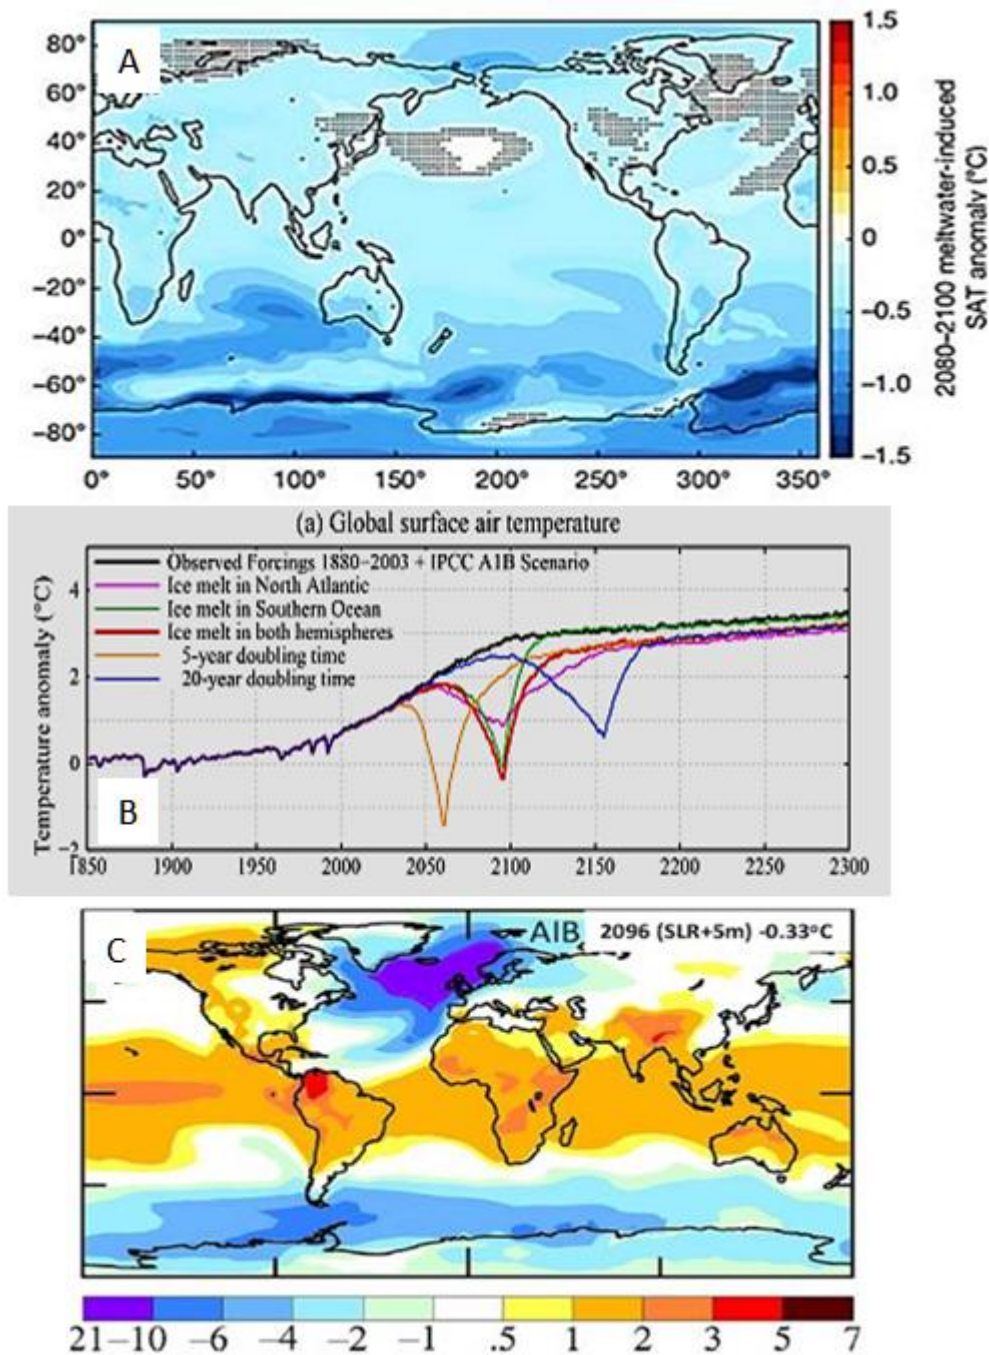 A
80°
60°
40°
20°
0°
−20°
−40°
−60°
−80°
0°
50°
100°
150°
200°
250°
300°
350°
1.5
1.0
0.5
0
−0.5
−1.0
−1.5
2080–2100 meltwater-induced
SAT anomaly (°C)
(a) Global surface air temperature
Observed Forcings 1880−2003 + IPCC A1B Scenario
Ice melt in North Atlantic
Ice melt in Southern Ocean
Ice melt in both hemispheres
5-year doubling time
20-year doubling time
Temperature anomaly (°C)
4
2
0
B
1850
1900
1950
2000
2050
2100
2150
2200
2250
2300
C
A1B 2096 (SLR+5m) -0.33°C
21 −10 −6 −4 −2 −1 .5 1 2 3 5 7